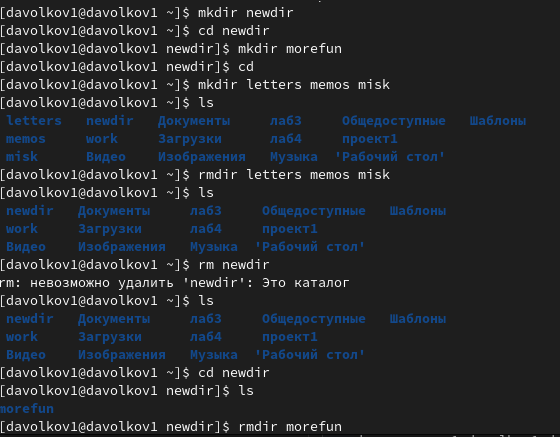 [davolkov1@davolkov1 ~]$ mkdir newdir
[davolkov1@davolkov1 ~]$ cd newdir
[davolkov1@davolkov1 newdir]$ mkdir morefun
[davolkov1@davolkov1 newdir]$ cd
[davolkov1@davolkov1 ~]$ mkdir letters memos misk
[davolkov1@davolkov1 ~]$ ls
letters newdir Документы лаб3 Общедоступные Шаблоны
memos work Загрузки лаб4 проект1
misk Видео Изображения Музыка 'Рабочий стол'
[davolkov1@davolkov1 ~]$ rmdir letters memos misk
[davolkov1@davolkov1 ~]$ ls
newdir Документы лаб3 Общедоступные Шаблоны
work Загрузки лаб4 проект1
Видео Изображения Музыка 'Рабочий стол'
[davolkov1@davolkov1 ~]$ rm newdir
rm: невозможно удалить 'newdir': Это каталог
[davolkov1@davolkov1 ~]$ ls
newdir Документы лаб3 Общедоступные Шаблоны
work Загрузки лаб4 проект1
Видео Изображения Музыка 'Рабочий стол'
[davolkov1@davolkov1 ~]$ cd newdir
[davolkov1@davolkov1 newdir]$ ls
morefun
[davolkov1@davolkov1 newdir]$ rmdir morefun